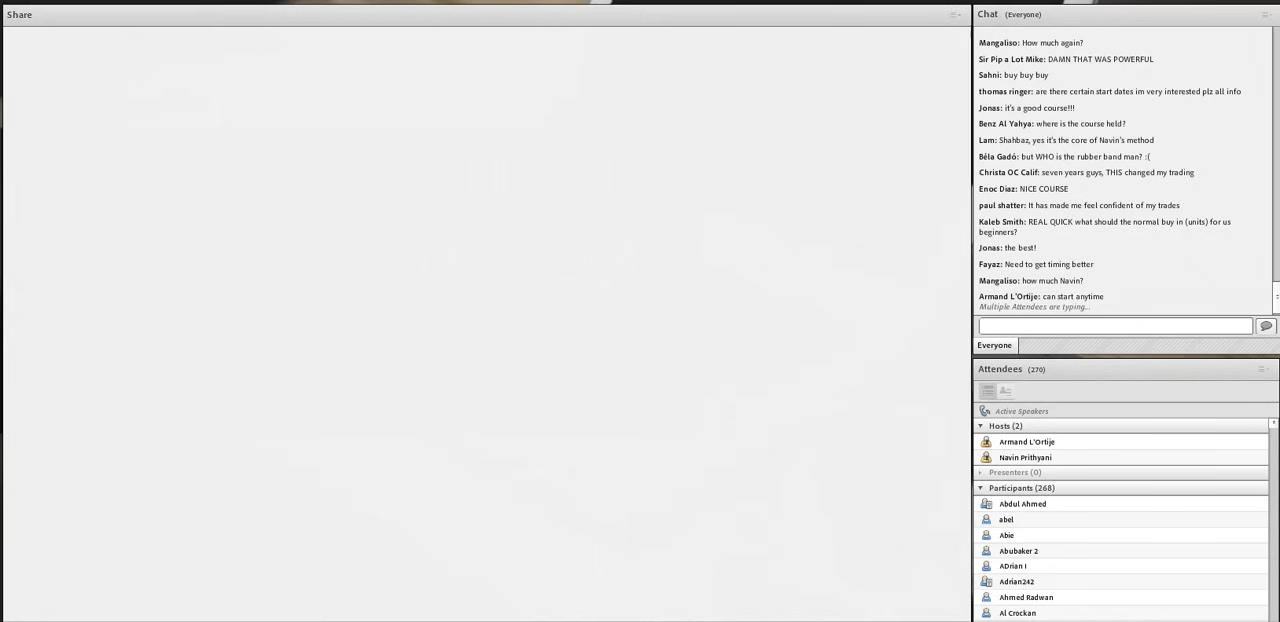 Share
Chat (Everyone)
Mangaliso: How much again?
Sir Pip a Lot Mike: DAMN THAT WAS POWERFUL
Sahni: buy buy buy
thomas ringer: are there certain start dates im very interested plz all info
Jonas: it's a good course!!!
Benz Al Yahya: where is the course held?
Lam: Shahbaz, yes it's the core of Navin's method
Béla Gadó: but WHO is the rubber band man? :(
Christa OC Calif: seven years guys, THIS changed my trading
Enoc Diaz: NICE COURSE
paul shatter: It has made me feel confident of my trades
Kaleb Smith: REAL QUICK what should the normal buy in (units) for us
beginners?
Jonas: the best!
Fayaz: Need to get timing better
Mangaliso: how much Navin?
Armand L'Ortije: can start anytime
Multiple Attendees are typing...
Everyone
Attendees (270)
Active Speakers
Hosts (2)
Armand L'Ortije
Navin Prithyani
Presenters (0)
Participants (268)
Abdul Ahmed
abel
Abie
Abubaker 2
ADrian I
Adrian242
Ahmed Radwan
Al Crockan